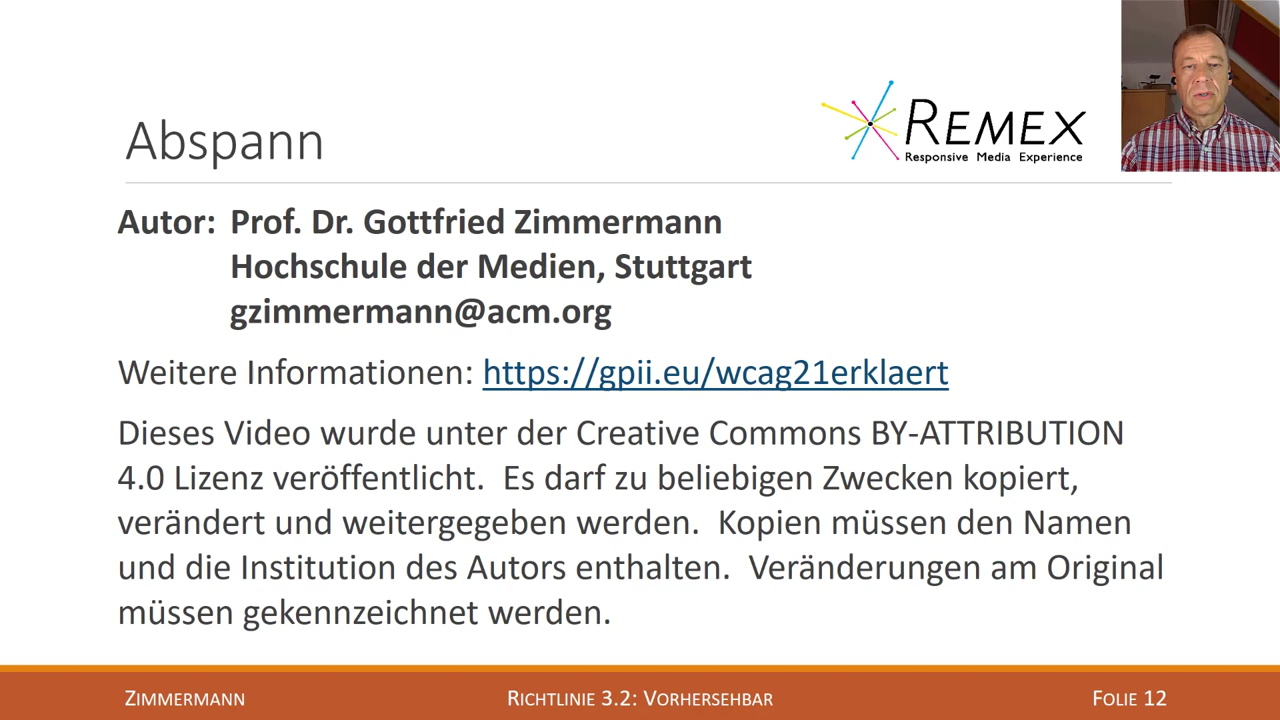 Abspann
REMEX
Responsive Media Experience
Autor: Prof. Dr. Gottfried Zimmermann
Hochschule der Medien, Stuttgart
gzimmermann@acm.org
Weitere Informationen: https://gpii.eu/wcag21erklaert
Dieses Video wurde unter der Creative Commons BY-ATTRIBUTION
4.0 Lizenz veröffentlicht.  Es darf zu beliebigen Zwecken kopiert,
verändert und weitergegeben werden.  Kopien müssen den Namen
und die Institution des Autors enthalten.  Veränderungen am Original
müssen gekennzeichnet werden.
ZIMMERMANN
RICHTLINIE 3.2: VORHERSEHBAR
FOLIE 12